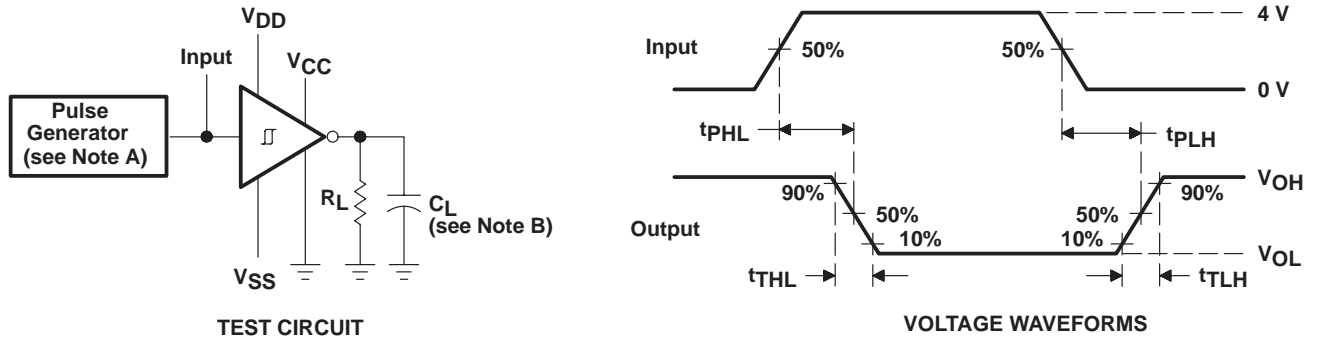 VDD
Input
VCC
Pulse
Generator
(see Note A)
RL
CL
(see Note B)
VSS
TEST CIRCUIT
4 V
Input
50%
50%
0 V
tPHL
tPLH
90%
VOH
90%
50%
50%
Output
10%
10%
VOL
tTHL
tTLH
VOLTAGE WAVEFORMS